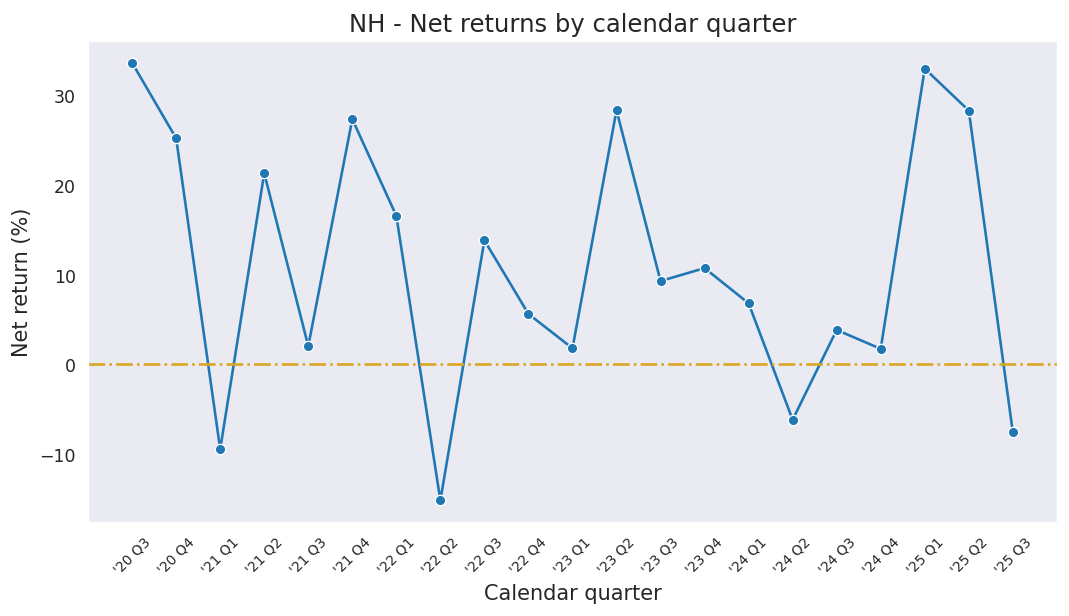 NH - Net returns by calendar quarter
Net return (%)
30
20
10
0
−10
'20 Q3
'20 Q4
'21 Q1
'21 Q2
'21 Q3
'21 Q4
'22 Q1
'22 Q2
'22 Q3
'22 Q4
'23 Q1
'23 Q2
'23 Q3
'23 Q4
'24 Q1
'24 Q2
'24 Q3
'24 Q4
'25 Q1
'25 Q2
'25 Q3
Calendar quarter